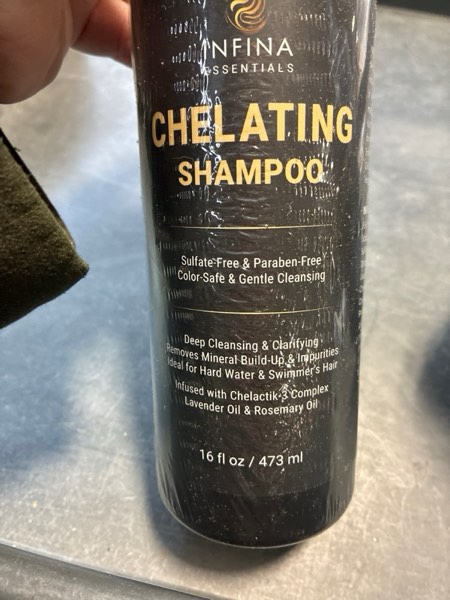 INFINA
ESSENTIALS
CHELATING
SHAMPOO
Sulfate-Free & Paraben-Free
Color-Safe & Gentle Cleansing
Deep Cleansing & Clarifying
Removes Mineral Build-Up & Impurities
Ideal for Hard Water & Swimmer's Hair
Infused with Chelactik-3 Complex
Lavender Oil & Rosemary Oil
16 fl oz / 473 ml